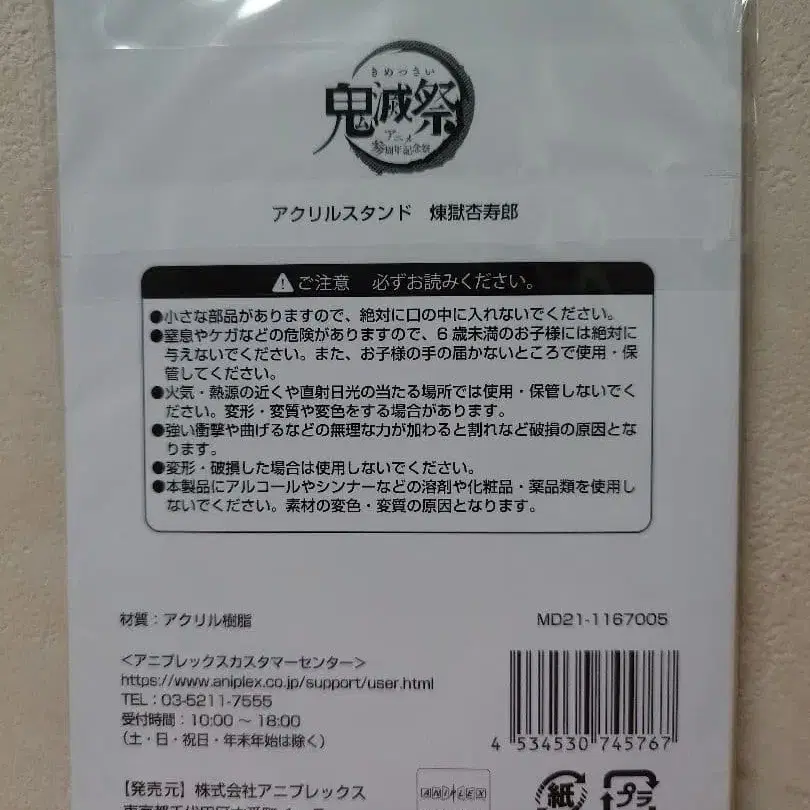 きめつさい
鬼滅祭
アニメ
参周年記念祭
アクリルスタンド 煉獄杏寿郎
ご注意 必ずお読みください。
●小さな部品がありますので、絶対に口の中に入れないでください。
●窒息やケガなどの危険がありますので、6歳未満のお子様には絶対に
与えないでください。また、お子様の手の届かないところで使用・保
管してください。
●火気・熱源の近くや直射日光の当たる場所では使用・保管しないでく
ださい。変形・変質や変色をする場合があります。
●強い衝撃や曲げるなどの無理な力が加わると割れなど破損の原因とな
ります。
●変形・破損した場合は使用しないでください。
●本製品にアルコールやシンナーなどの溶剤や化粧品・薬品類を使用し
ないでください。素材の変色・変質の原因となります。
材質：アクリル樹脂
MD21-1167005
＜アニプレックスカスタマーセンター＞
https://www.aniplex.co.jp/support/user.html
TEL：03-5211-7555
受付時間：10:00 ～ 18:00
（土・日・祝日・年末年始は除く）
4 534530 745767
【発売元】株式会社アニプレックス
ANIPLEX
紙
プラ